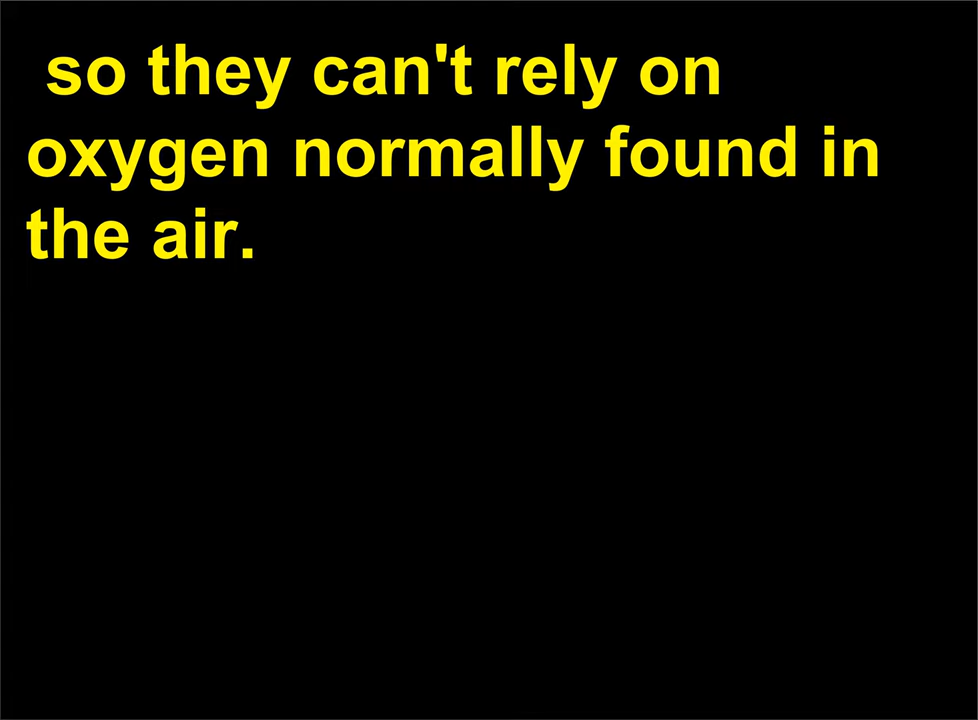 so they can't rely on
oxygen normally found in
the air.